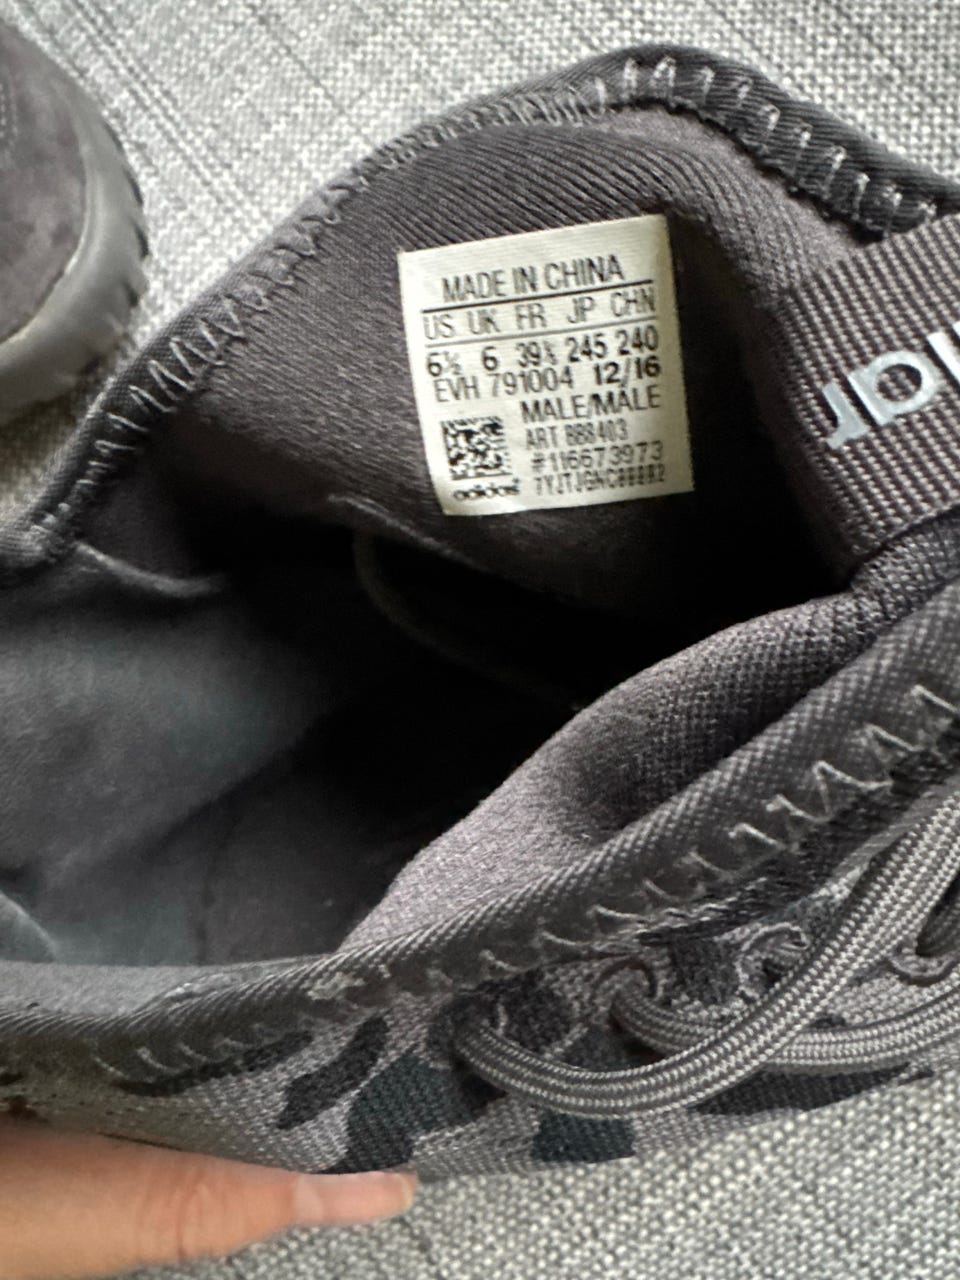 MADE IN CHINA
US UK FR JP CHN
6½ 6 39⅓ 245 240
EVH 791004 12/16
MALE/MALE
ART BB8403
#116673973
adidas
lar